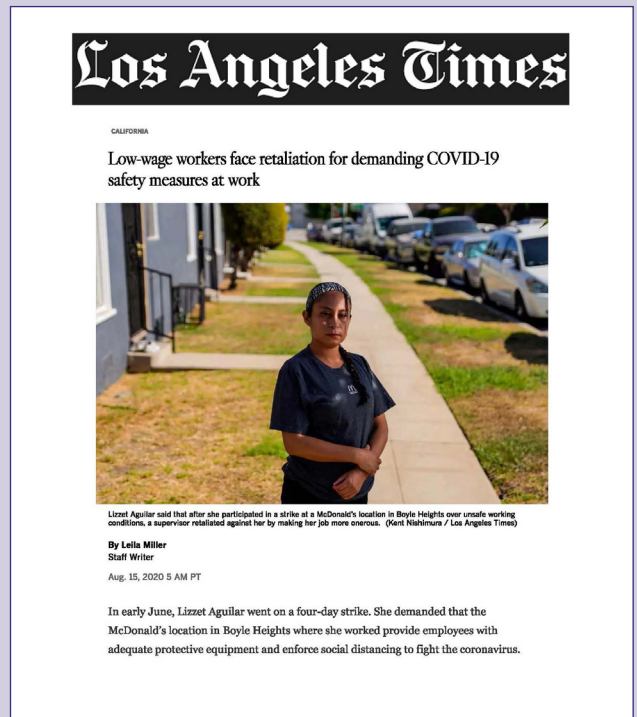 Los Angeles Times
CALIFORNIA
Low-wage workers face retaliation for demanding COVID-19
safety measures at work
Lizzet Aguilar said that after she participated in a strike at a McDonald's location in Boyle Heights over unsafe working
conditions, a supervisor retaliated against her by making her job more onerous. (Kent Nishimura / Los Angeles Times)
By Leila Miller
Staff Writer
Aug. 15, 2020 5 AM PT
In early June, Lizzet Aguilar went on a four-day strike. She demanded that the
McDonald's location in Boyle Heights where she worked provide employees with
adequate protective equipment and enforce social distancing to fight the coronavirus.